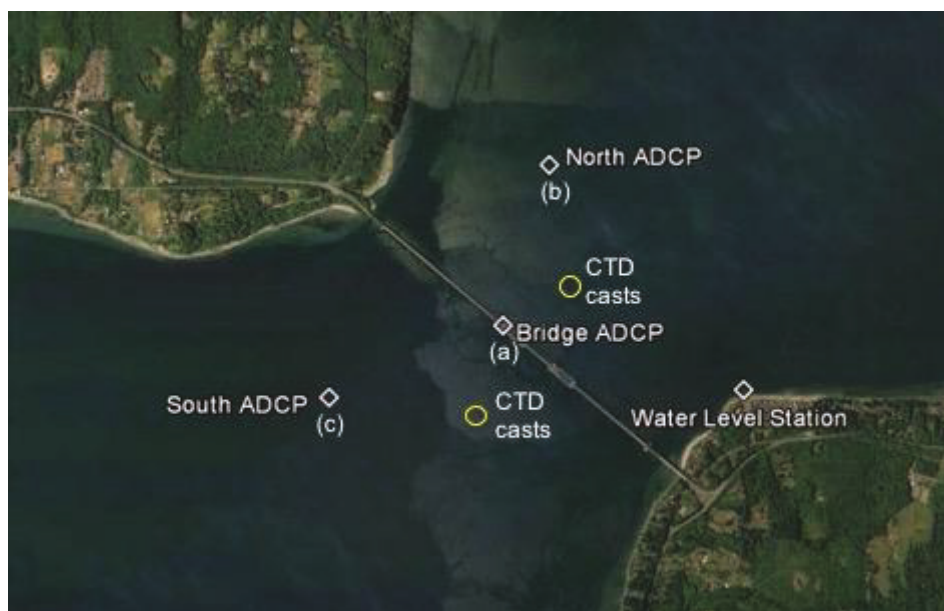 North ADCP
(b)
CTD
casts
Bridge ADCP
(a)
South ADCP
(c)
CTD
casts
Water Level Station